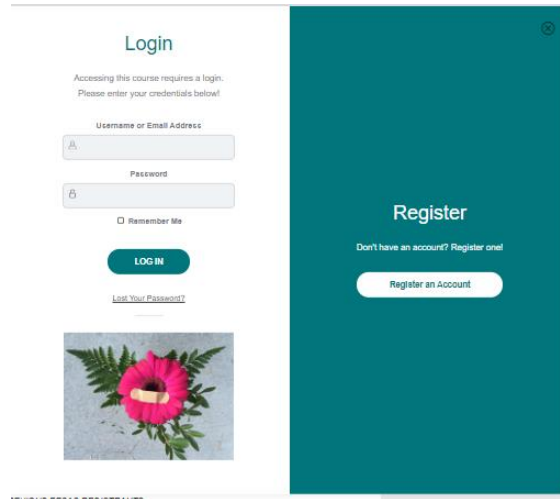 Login
Accessing this course requires a login.
Please enter your credentials below!
Username or Email Address
Password
Remember Me
LOG IN
Lost Your Password?
Register
Don't have an account? Register one!
Register an Account